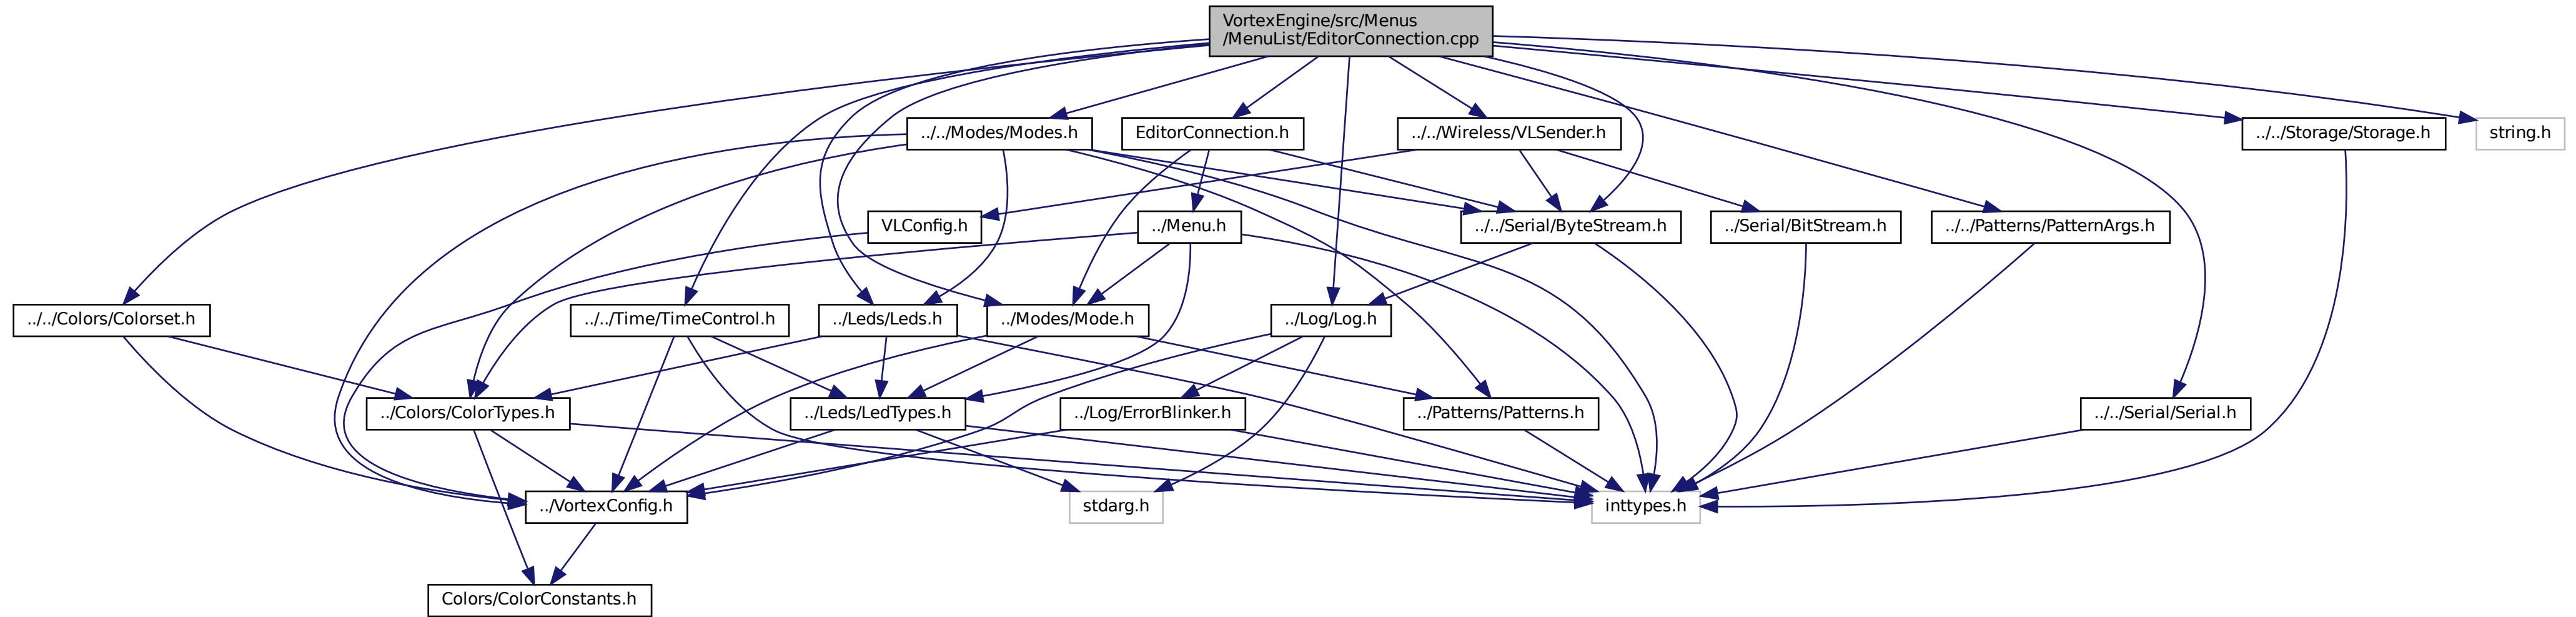 VortexEngine/src/Menus
/MenuList/EditorConnection.cpp
../../Modes/Modes.h
EditorConnection.h
../../Wireless/VLSender.h
../../Storage/Storage.h
string.h
VLConfig.h
../Menu.h
../../Serial/ByteStream.h
../Serial/BitStream.h
../../Patterns/PatternArgs.h
../../Colors/Colorset.h
../../Time/TimeControl.h
../Leds/Leds.h
../Modes/Mode.h
../Log/Log.h
../Colors/ColorTypes.h
../Leds/LedTypes.h
../Log/ErrorBlinker.h
../Patterns/Patterns.h
../../Serial/Serial.h
../VortexConfig.h
stdarg.h
inttypes.h
Colors/ColorConstants.h